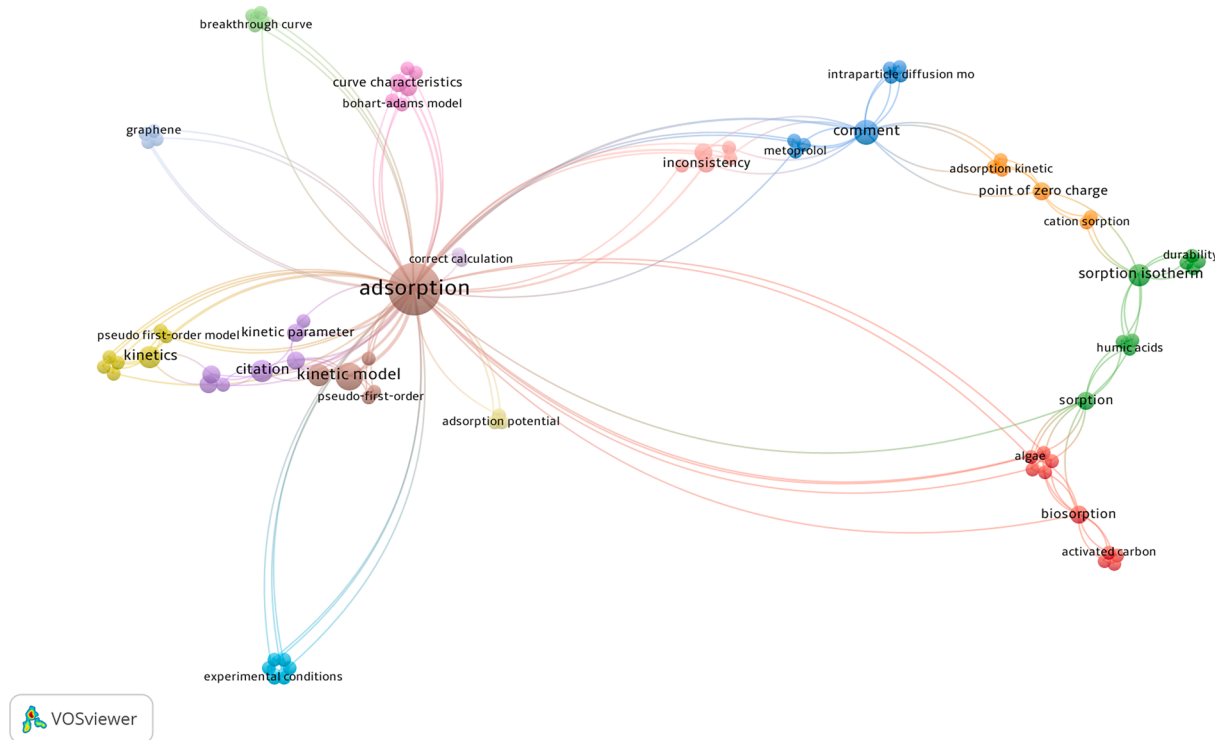 breakthrough curve
curve characteristics
bohart-adams model
intraparticle diffusion mo
graphene
comment
metoprolol
inconsistency
adsorption kinetic
point of zero charge
cation sorption
correct calculation
durability
sorption isotherm
adsorption
pseudo first-order model
kinetic parameter
kinetics
humic acids
citation
kinetic model
pseudo-first-order
sorption
adsorption potential
algae
biosorption
activated carbon
experimental conditions
VOSviewer